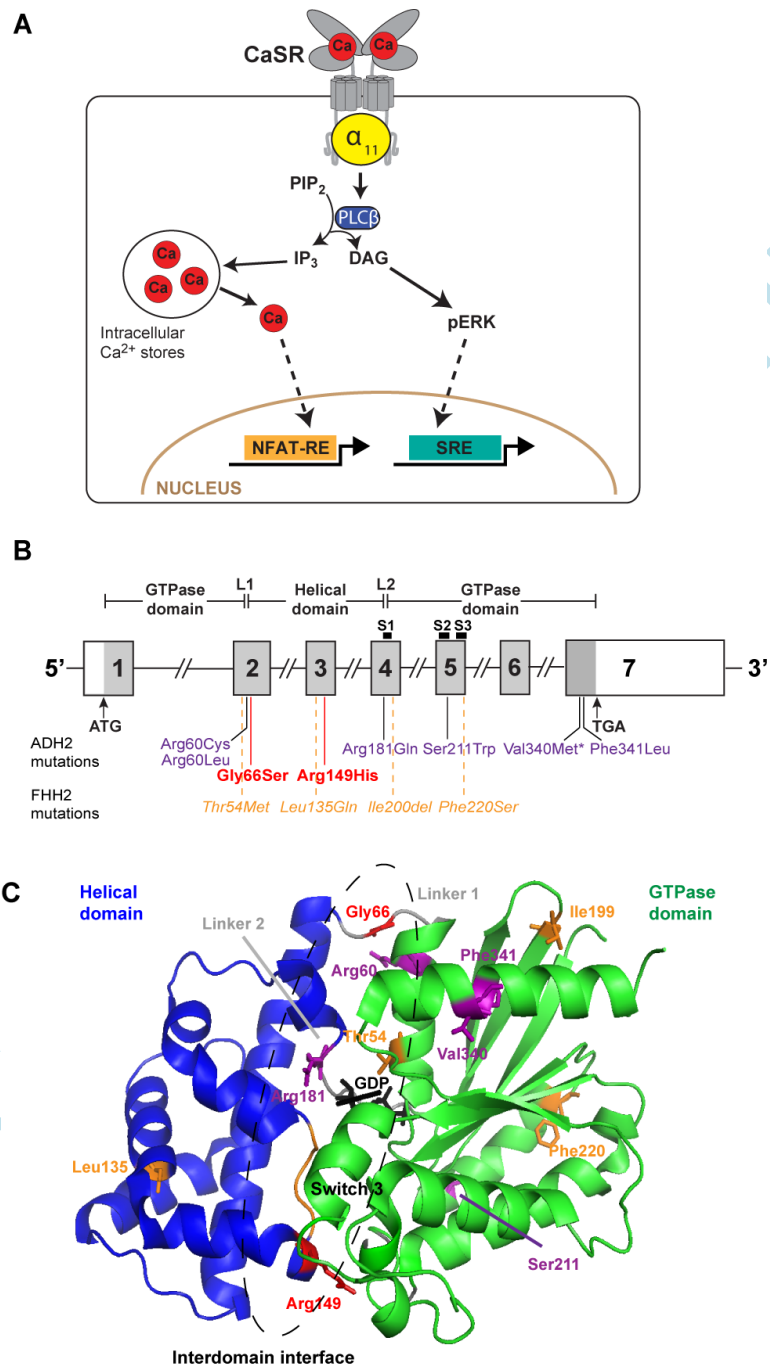 A
CaSR
Ca Ca
α11
PIP2
PLCβ
IP3 DAG
Ca
Ca
Ca
Ca
Intracellular
Ca2+ stores
pERK
NFAT-RE
SRE
NUCLEUS
B
GTPase
domain
L1
Helical
domain
L2
GTPase
domain
S1
S2 S3
5’ 1 // 2 // 3 // 4 // 5 // 6 // 7 3’
ATG
TGA
ADH2
mutations
Arg60Cys
Arg60Leu
Arg181Gln Ser211Trp Val340Met* Phe341Leu
Gly66Ser Arg149His
FHH2
mutations
Thr54Met Leu135Gln Ile200del Phe220Ser
C
Helical
domain
Linker 2
Gly66
Linker 1
Ile199
GTPase
domain
Arg60
Phe341
Thr54
Val340
GDP
Arg181
Leu135
Phe220
Switch 3
Ser211
Arg149
Interdomain interface